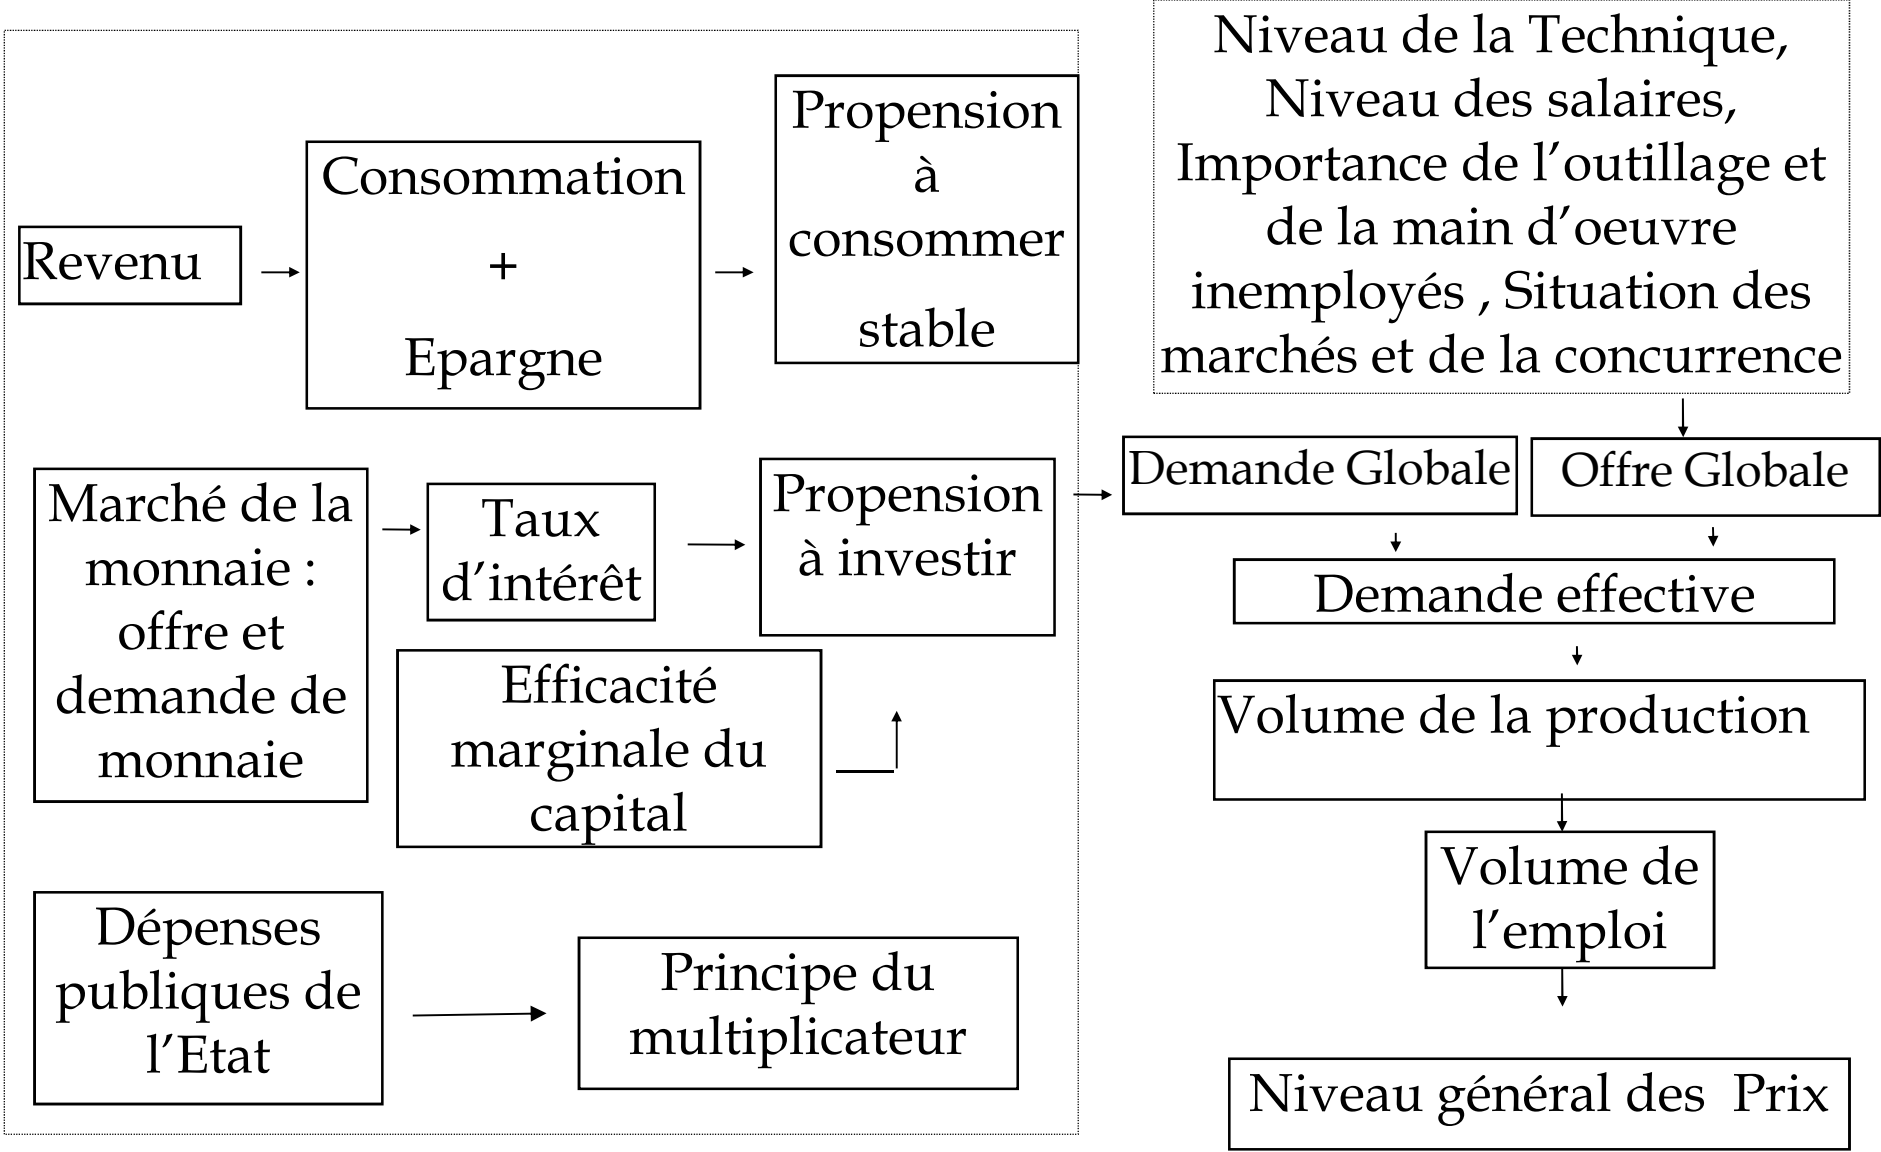 Revenu
Consommation
+
Epargne
Propension
à
consommer
stable
Marché de la
monnaie :
offre et
demande de
monnaie
Taux
d’intérêt
Propension
à investir
Efficacité
marginale du
capital
Dépenses
publiques de
l’Etat
Principe du
multiplicateur
Niveau de la Technique,
Niveau des salaires,
Importance de l’outillage et
de la main d’oeuvre
inemployés , Situation des
marchés et de la concurrence
Demande Globale
Offre Globale
Demande effective
Volume de la production
Volume de
l’emploi
Niveau général des Prix